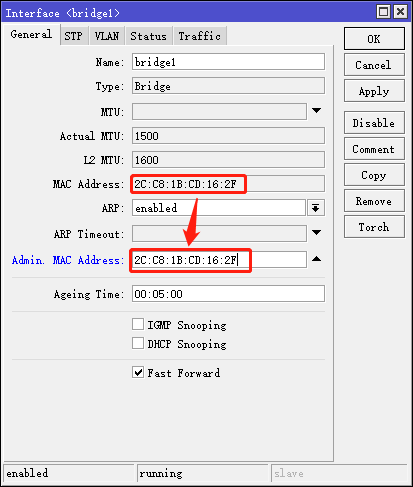 Interface <bridge1>
General STP VLAN Status Traffic
Name: bridge1
Type: Bridge
MTU:
Actual MTU: 1500
L2 MTU: 1600
MAC Address: 2C:C8:1B:CD:16:2F
ARP: enabled
ARP Timeout:
Admin. MAC Address: 2C:C8:1B:CD:16:2F
Ageing Time: 00:05:00
IGMP Snooping
DHCP Snooping
Fast Forward
OK
Cancel
Apply
Disable
Comment
Copy
Remove
Torch
enabled running slave